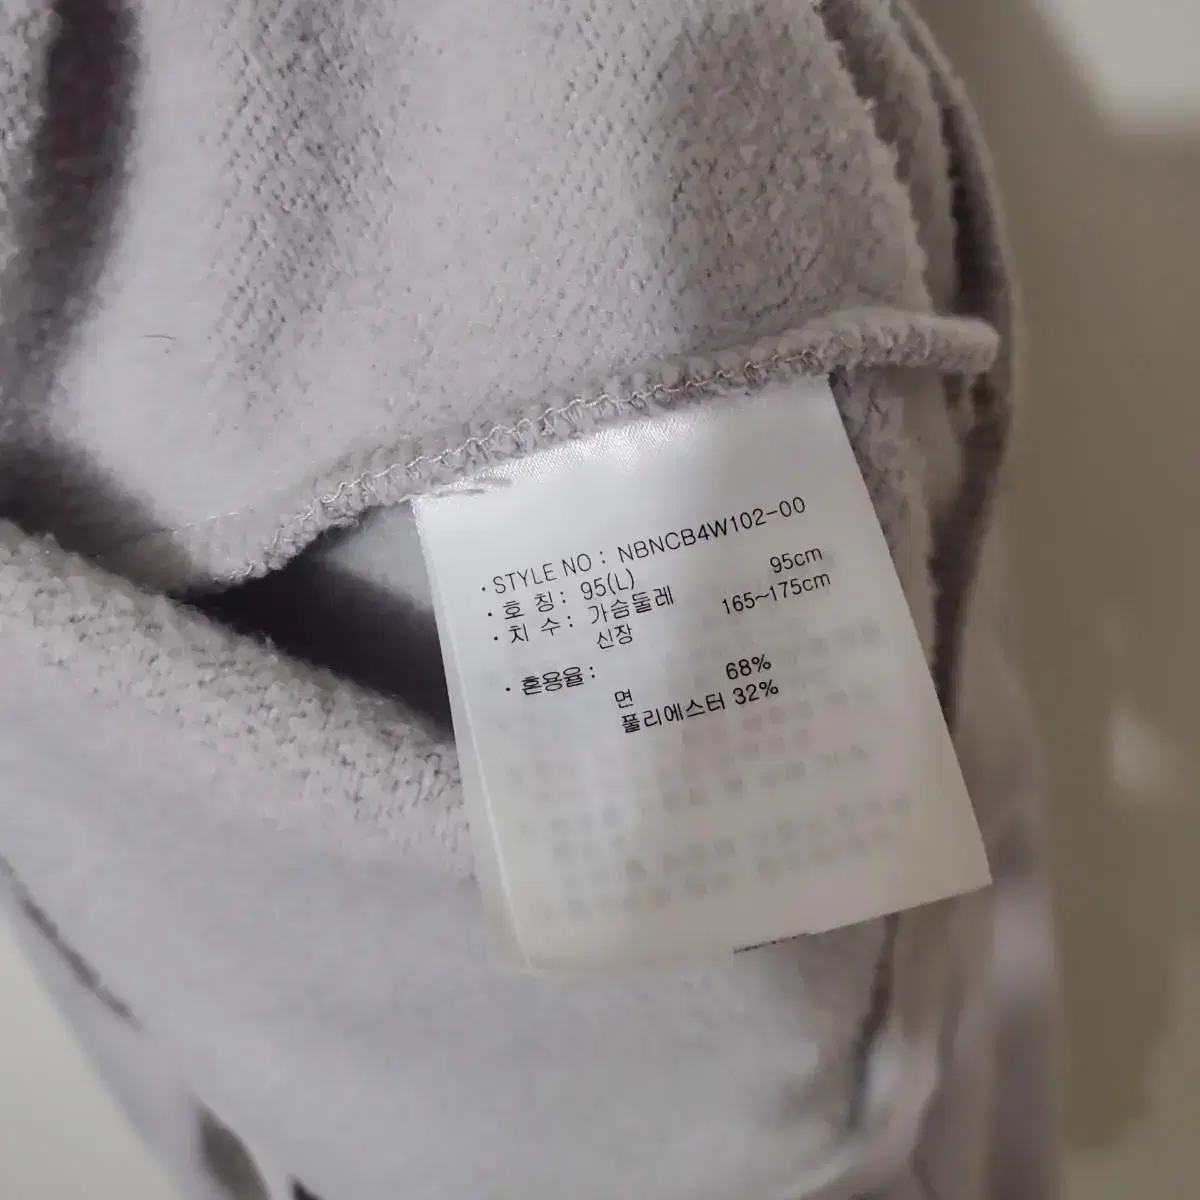 ·STYLE NO : NBNCB4W102-00
·호 칭 : 95(L)
·치 수 : 가슴둘레 95cm
신장 165~175cm
·혼용율 :
면 68%
폴리에스터 32%